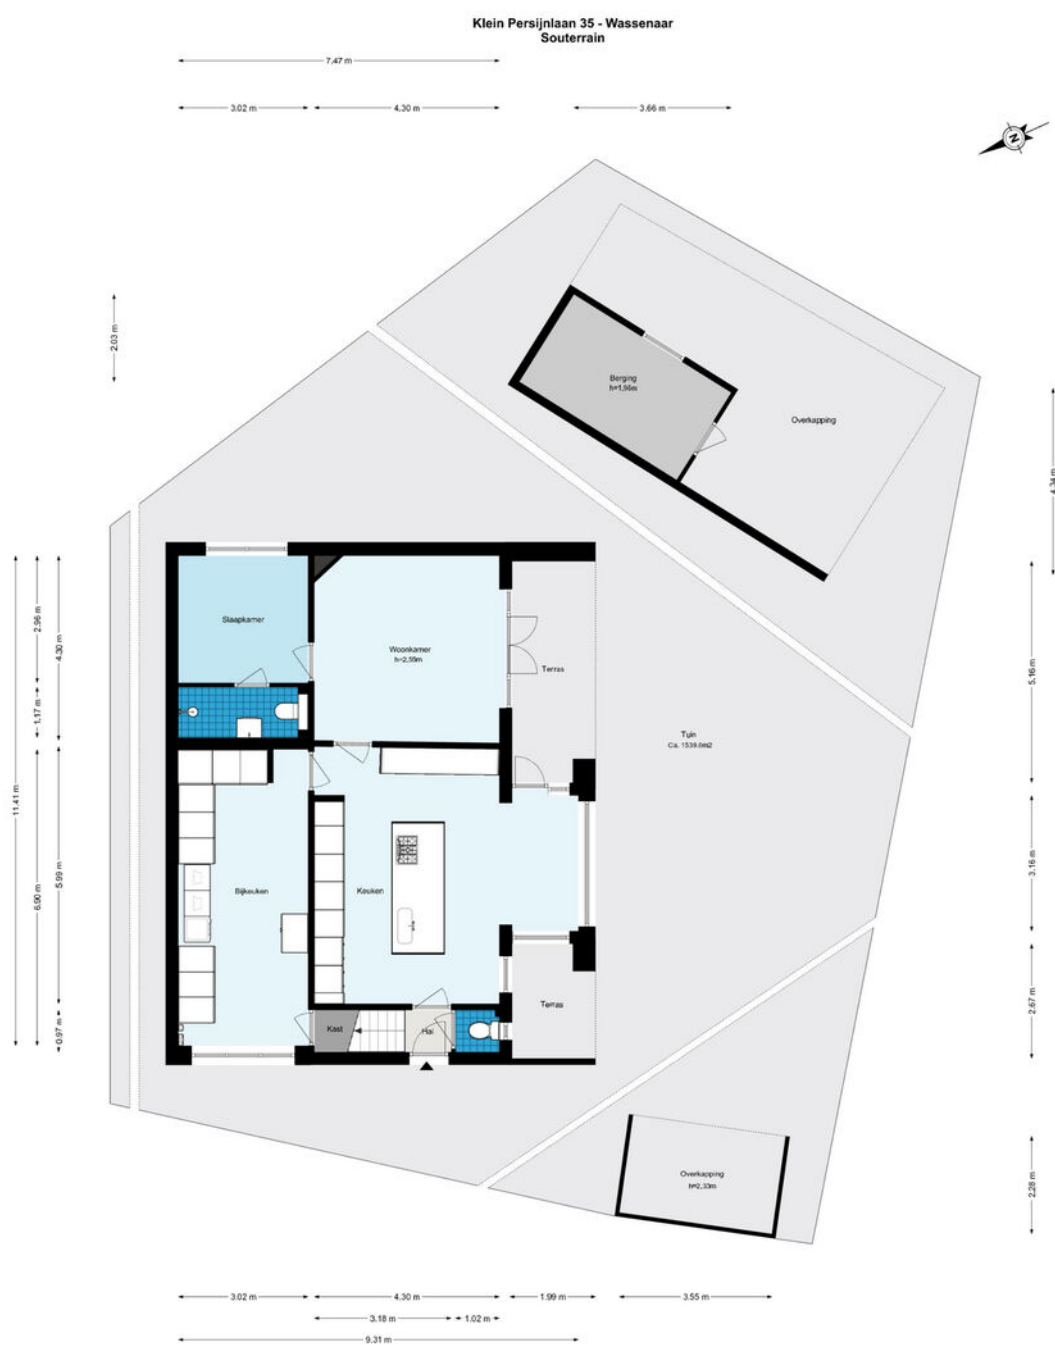 Klein Persijnlaan 35 - Wassenaar
Souterrain
7.47 m
3.02 m
4.30 m
3.66 m
N
2.03 m
Berging
h=1,98m
Overkapping
4.34 m
Slaapkamer
Woonkamer
h=2,55m
Terras
Tuin
Ca. 1539.6m2
2.96 m
4.30 m
1.17 m
11.41 m
6.90 m
5.99 m
0.97 m
5.16 m
3.16 m
2.67 m
Bijkeuken
Keuken
Kast
Hal
Terras
Overkapping
h=2,33m
2.28 m
3.02 m
4.30 m
1.99 m
3.55 m
3.18 m
1.02 m
9.31 m